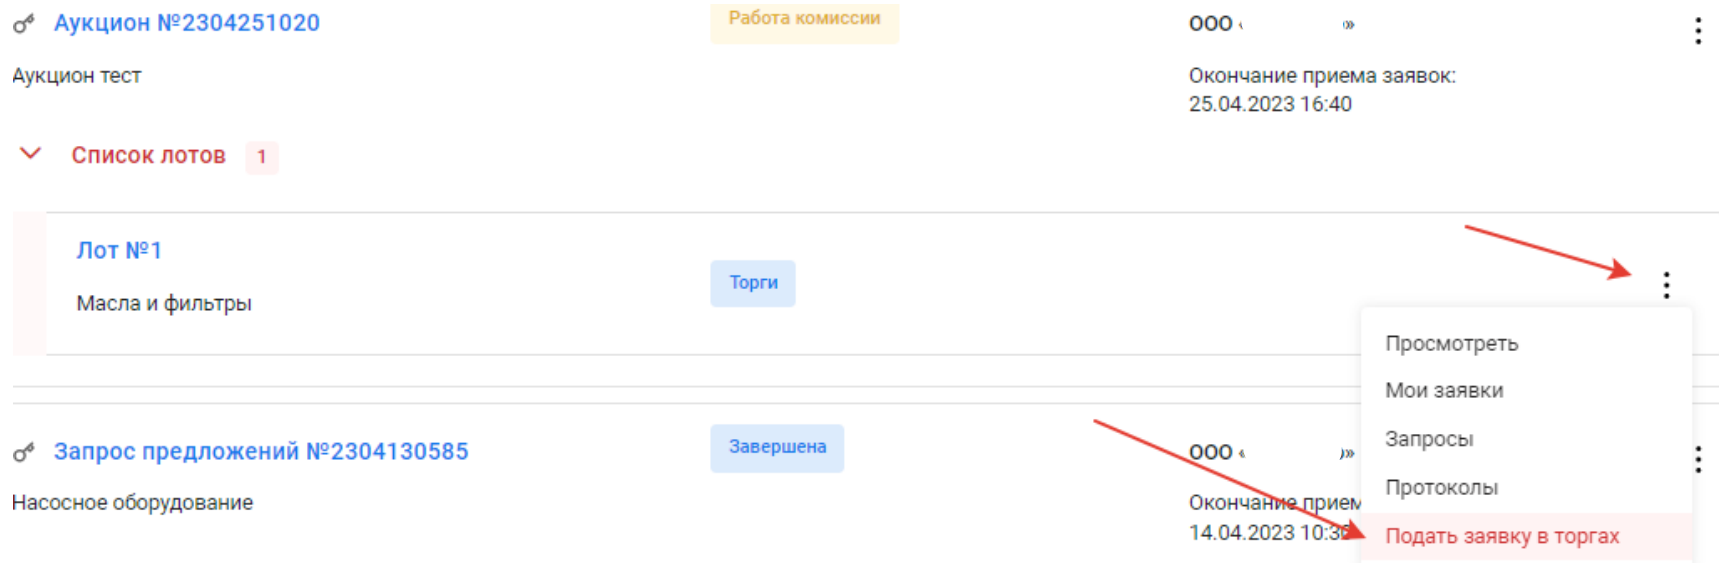 Аукцион №2304251020
Работа комиссии
ООО « »
Аукцион тест
Окончание приема заявок:
25.04.2023 16:40
Список лотов 1
Лот №1
Масла и фильтры
Торги
Просмотреть
Мои заявки
Запросы
Протоколы
Подать заявку в торгах
Запрос предложений №2304130585
Завершена
ООО « »
Насосное оборудование
Окончание прием
14.04.2023 10:3